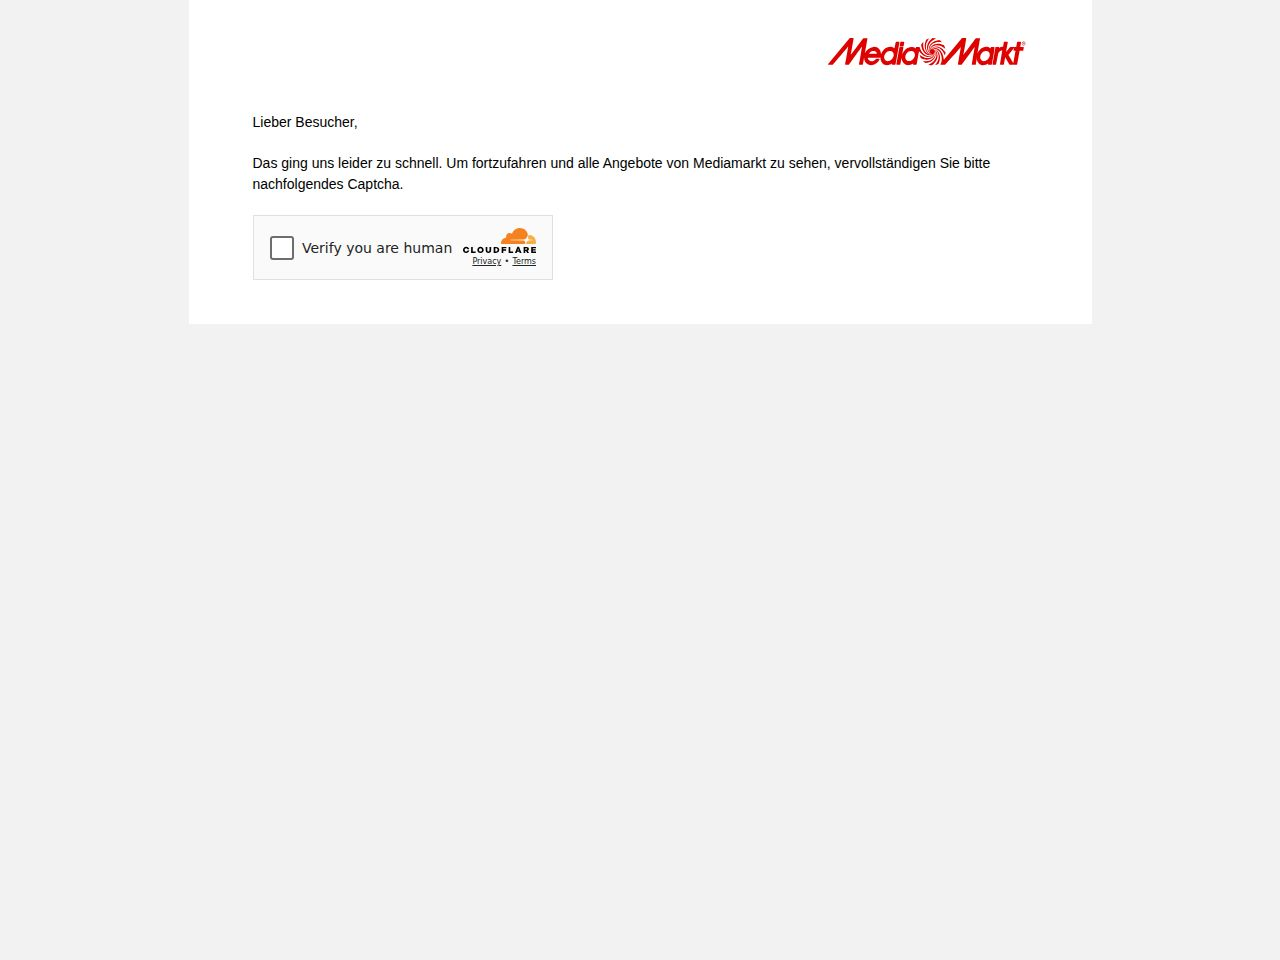 MediaMarkt®
Lieber Besucher,
Das ging uns leider zu schnell. Um fortzufahren und alle Angebote von Mediamarkt zu sehen, vervollständigen Sie bitte
nachfolgendes Captcha.
Verify you are human
CLOUDFLARE
Privacy • Terms